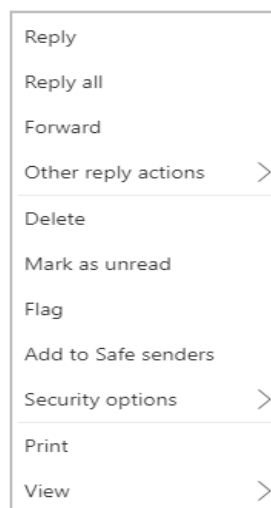 Reply
Reply all
Forward
Other reply actions
Delete
Mark as unread
Flag
Add to Safe senders
Security options
Print
View